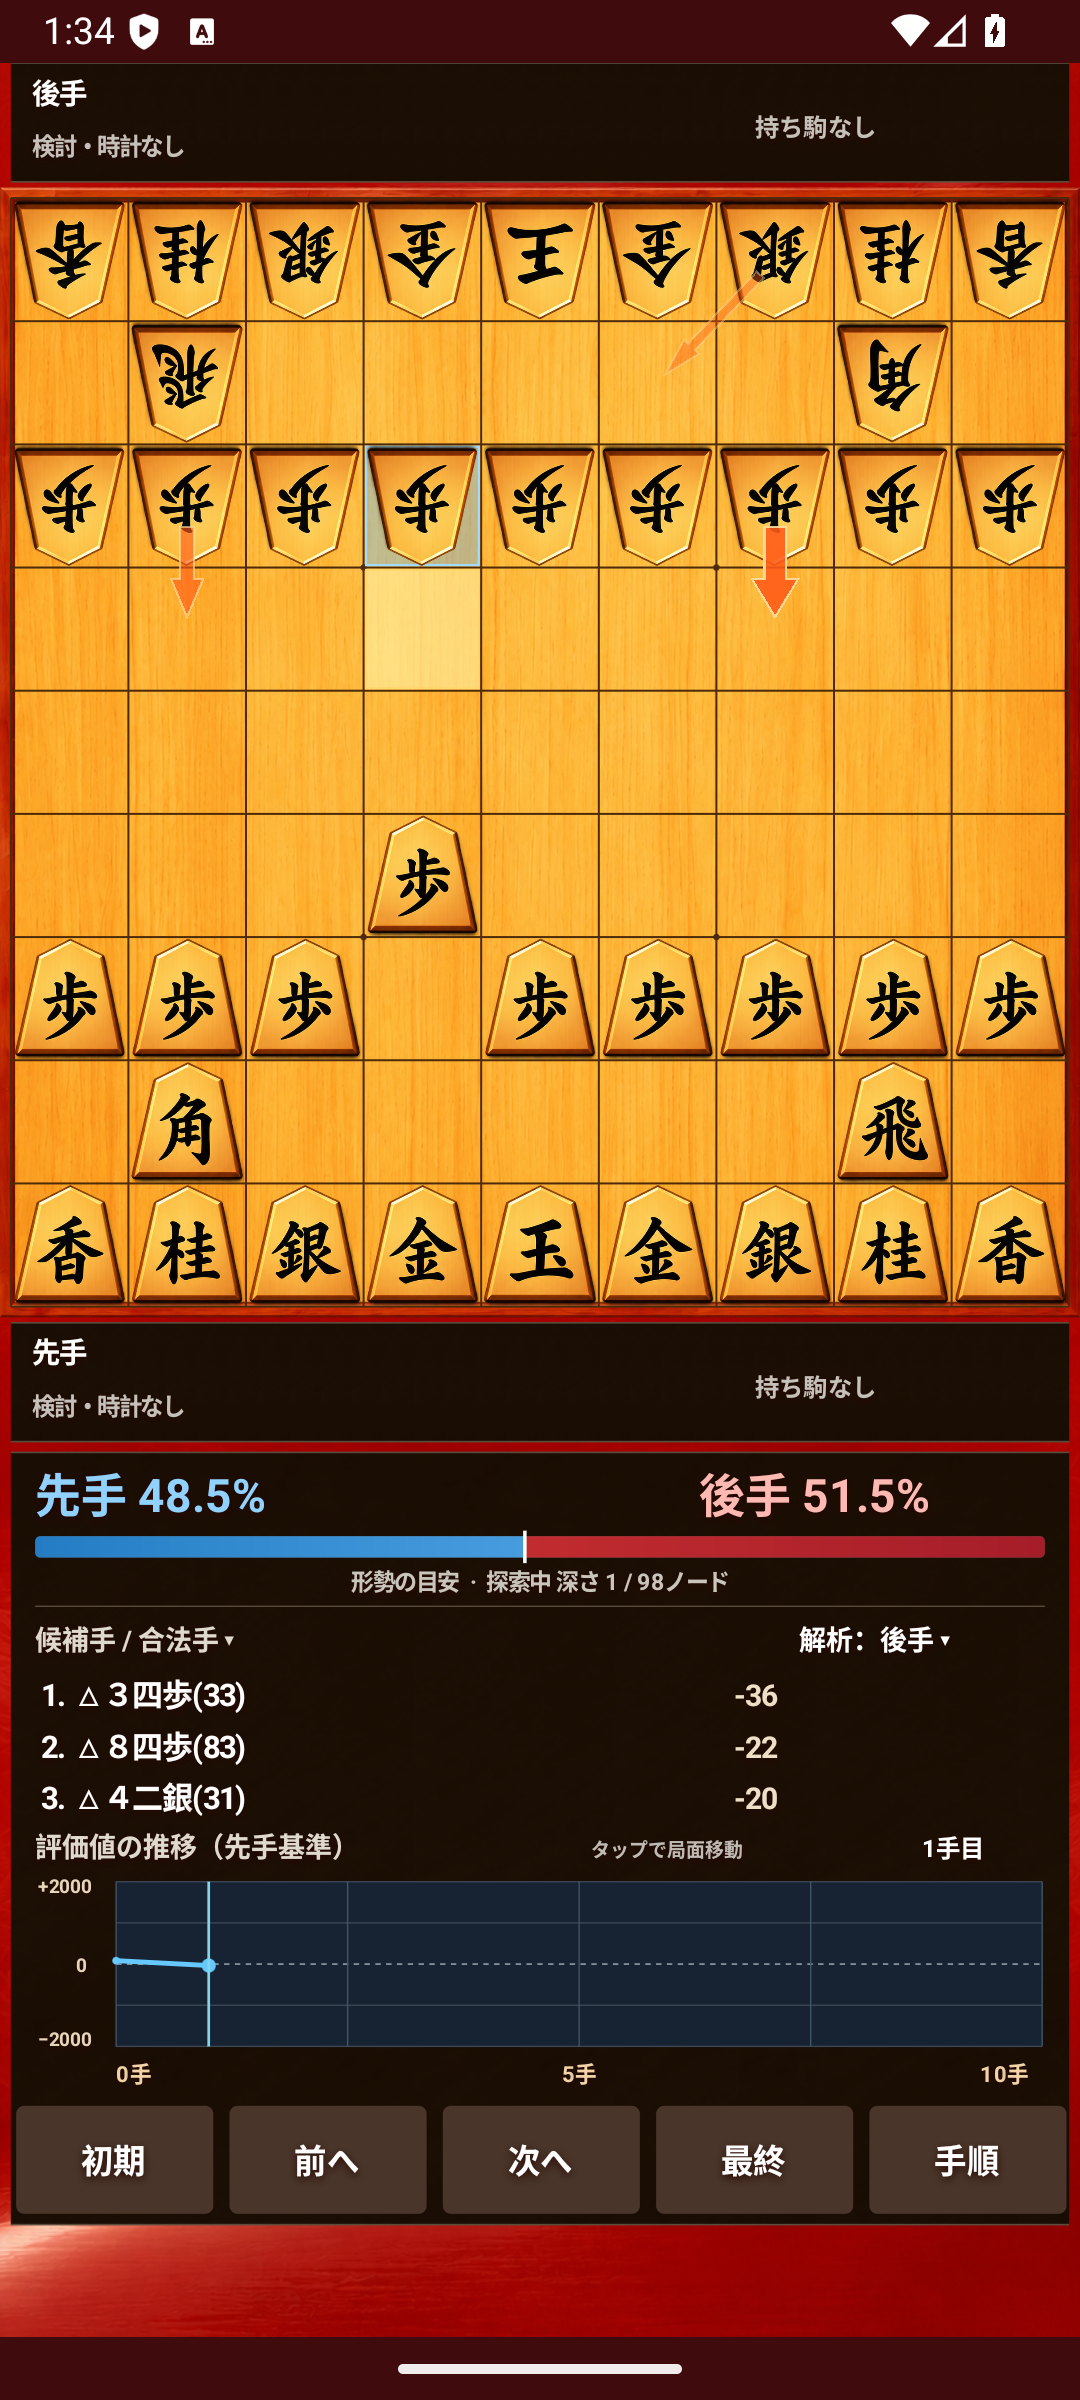 1:34
後手
検討・時計なし
持ち駒なし
香 桂 銀 金 王 金 銀 桂 香
飛 角
歩 歩 歩 歩 歩 歩 歩 歩 歩
歩
歩 歩 歩 歩 歩 歩 歩 歩
角 飛
香 桂 銀 金 玉 金 銀 桂 香
先手
検討・時計なし
持ち駒なし
先手 48.5% 後手 51.5%
形勢の目安 · 探索中 深さ 1 / 98ノード
候補手 / 合法手 ▾ 解析: 後手 ▾
1. △３四歩(33) -36
2. △８四歩(83) -22
3. △４二銀(31) -20
評価値の推移（先手基準） タップで局面移動 1手目
+2000
0
−2000
0手 5手 10手
初期 前へ 次へ 最終 手順